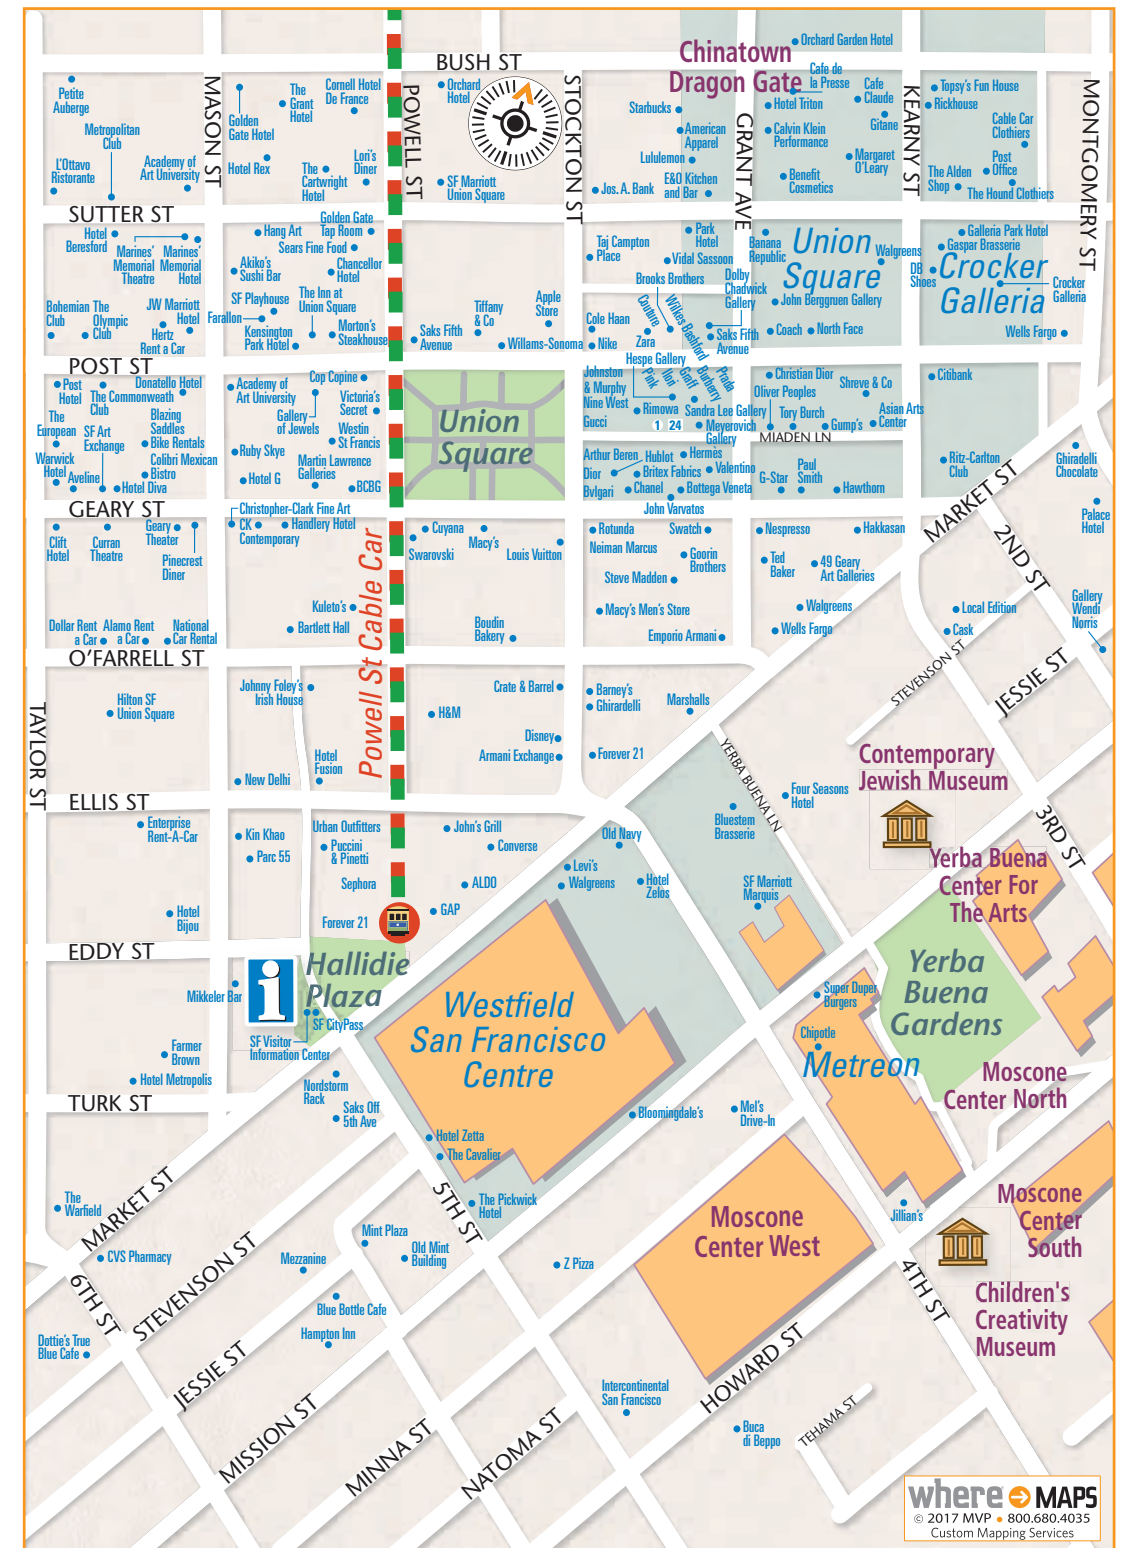 BUSH ST
Chinatown
Dragon Gate
Orchard Garden Hotel
Petite
Auberge
MASON ST
Golden
Gate Hotel
The
Grant
Hotel
Cornell Hotel
De France
POWELL ST
Orchard
Hotel
STOCKTON ST
Starbucks
American
Apparel
Lululemon
E&O Kitchen
and Bar
Jos. A. Bank
GRANT AVE
Cafe de
la Presse
Hotel Triton
Cafe
Claude
Gitane
Calvin Klein
Performance
Margaret
O'Leary
Benefit
Cosmetics
KEARNY ST
Topsy's Fun House
Rickhouse
Cable Car
Clothiers
Post
Office
The Alden
Shop
The Hound Clothiers
MONTGOMERY ST
Metropolitan
Club
L'Ottavo
Ristorante
Academy of
Art University
Hotel Rex
The
Cartwright
Hotel
Lori's
Diner
SF Marriott
Union Square
SUTTER ST
Hotel
Beresford
Marines'
Memorial
Theatre
Marines'
Memorial
Hotel
Hang Art
Golden Gate
Tap Room
Sears Fine Food
Akiko's
Sushi Bar
Chancellor
Hotel
SF Playhouse
Farallon
The Inn at
Union Square
Kensington
Park Hotel
Morton's
Steakhouse
Bohemian
Club
The
Olympic
Club
JW Marriott
Hotel
Hertz
Rent a Car
Saks Fifth
Avenue
Tiffany
& Co
Apple
Store
Willams-Sonoma
Taj Campton
Place
Park
Hotel
Vidal Sassoon
Brooks Brothers
Cole Haan
Nike
Couture
Zara
Wilkes Bashford
Dolby
Chadwick
Gallery
Saks Fifth
Avenue
Banana
Republic
Union
Square
Walgreens
John Berggruen Gallery
Coach
North Face
DB
Shoes
Galleria Park Hotel
Gaspar Brasserie
Crocker
Galleria
Crocker
Galleria
Wells Fargo
POST ST
Post
Hotel
The Commonweath
Club
Donatello Hotel
The
European
SF Art
Exchange
Blazing
Saddles
Bike Rentals
Colibri Mexican
Bistro
Warwick
Hotel
Aveline
Hotel Diva
Academy of
Art University
Cop Copine
Gallery
of Jewels
Victoria's
Secret
Westin
St Francis
Ruby Skye
Hotel G
Martin Lawrence
Galleries
BCBG
Union
Square
Hespe Gallery
Johnston
& Murphy
Nine West
Gucci
Pink
Iori
Graff
Burbarry
Prada
Rimowa
1 24
Sandra Lee Gallery
Meyerovich
Gallery
Christian Dior
Oliver Peoples
Shreve & Co
Tory Burch
Gump's
Asian Arts
Center
Citibank
MIADEN LN
Arthur Beren
Dior
Bvlgari
Hublot
Britex Fabrics
Chanel
Hermès
Valentino
Bottega Veneta
John Varvatos
G-Star
Paul
Smith
Hawthorn
Ritz-Carlton
Club
Ghiradelli
Chocolate
Palace
Hotel
GEARY ST
MARKET ST
2ND ST
Clift
Hotel
Curran
Theatre
Geary
Theater
Pinecrest
Diner
Christopher-Clark Fine Art
CK
Contemporary
Handlery Hotel
Kuleto's
Bartlett Hall
Dollar Rent
a Car
Alamo Rent
a Car
National
Car Rental
Powell St Cable Car
Cuyana
Swarovski
Macy's
Louis Vuitton
Boudin
Bakery
Rotunda
Neiman Marcus
Swatch
Goorin
Brothers
Steve Madden
Macy's Men's Store
Emporio Armani
Nespresso
Hakkasan
Ted
Baker
49 Geary
Art Galleries
Walgreens
Wells Fargo
Local Edition
Cask
Gallery
Wendi
Norris
O'FARRELL ST
STEVENSON ST
JESSIE ST
TAYLOR ST
Hilton SF
Union Square
Johnny Foley's
Irish House
Hotel
Fusion
New Delhi
H&M
Crate & Barrel
Disney
Armani Exchange
Barney's
Ghirardelli
Marshalls
Forever 21
YERBA BUENA LN
Four Seasons
Hotel
Bluestem
Brasserie
Contemporary
Jewish Museum
3RD ST
ELLIS ST
Enterprise
Rent-A-Car
Kin Khao
Parc 55
Urban Outfitters
Puccini
& Pinetti
Sephora
Forever 21
John's Grill
Converse
ALDO
GAP
Old Navy
Levi's
Walgreens
Hotel
Zelos
SF Marriott
Marquis
Yerba Buena
Center For
The Arts
Hotel
Bijou
EDDY ST
Mikkeler Bar
i
Hallidie
Plaza
SF CityPass
SF Visitor
Information Center
Westfield
San Francisco
Centre
Super Duper
Burgers
Chipotle
Metreon
Yerba
Buena
Gardens
Moscone
Center North
Farmer
Brown
Hotel Metropolis
Nordstorm
Rack
Saks Off
5th Ave
TURK ST
Bloomingdale's
Mel's
Drive-In
Hotel Zetta
The Cavalier
The Pickwick
Hotel
5TH ST
The
Warfield
MARKET ST
CVS Pharmacy
STEVENSON ST
6TH ST
Mezzanine
Mint Plaza
Old Mint
Building
Z Pizza
Moscone
Center West
Jillian's
Moscone
Center
South
4TH ST
Children's
Creativity
Museum
Blue Bottle Cafe
Hampton Inn
Dottie's True
Blue Cafe
JESSIE ST
MISSION ST
MINNA ST
NATOMA ST
HOWARD ST
Intercontinental
San Francisco
Buca
di Beppo
TEHAMA ST
where MAPS
© 2017 MVP • 800.680.4035
Custom Mapping Services